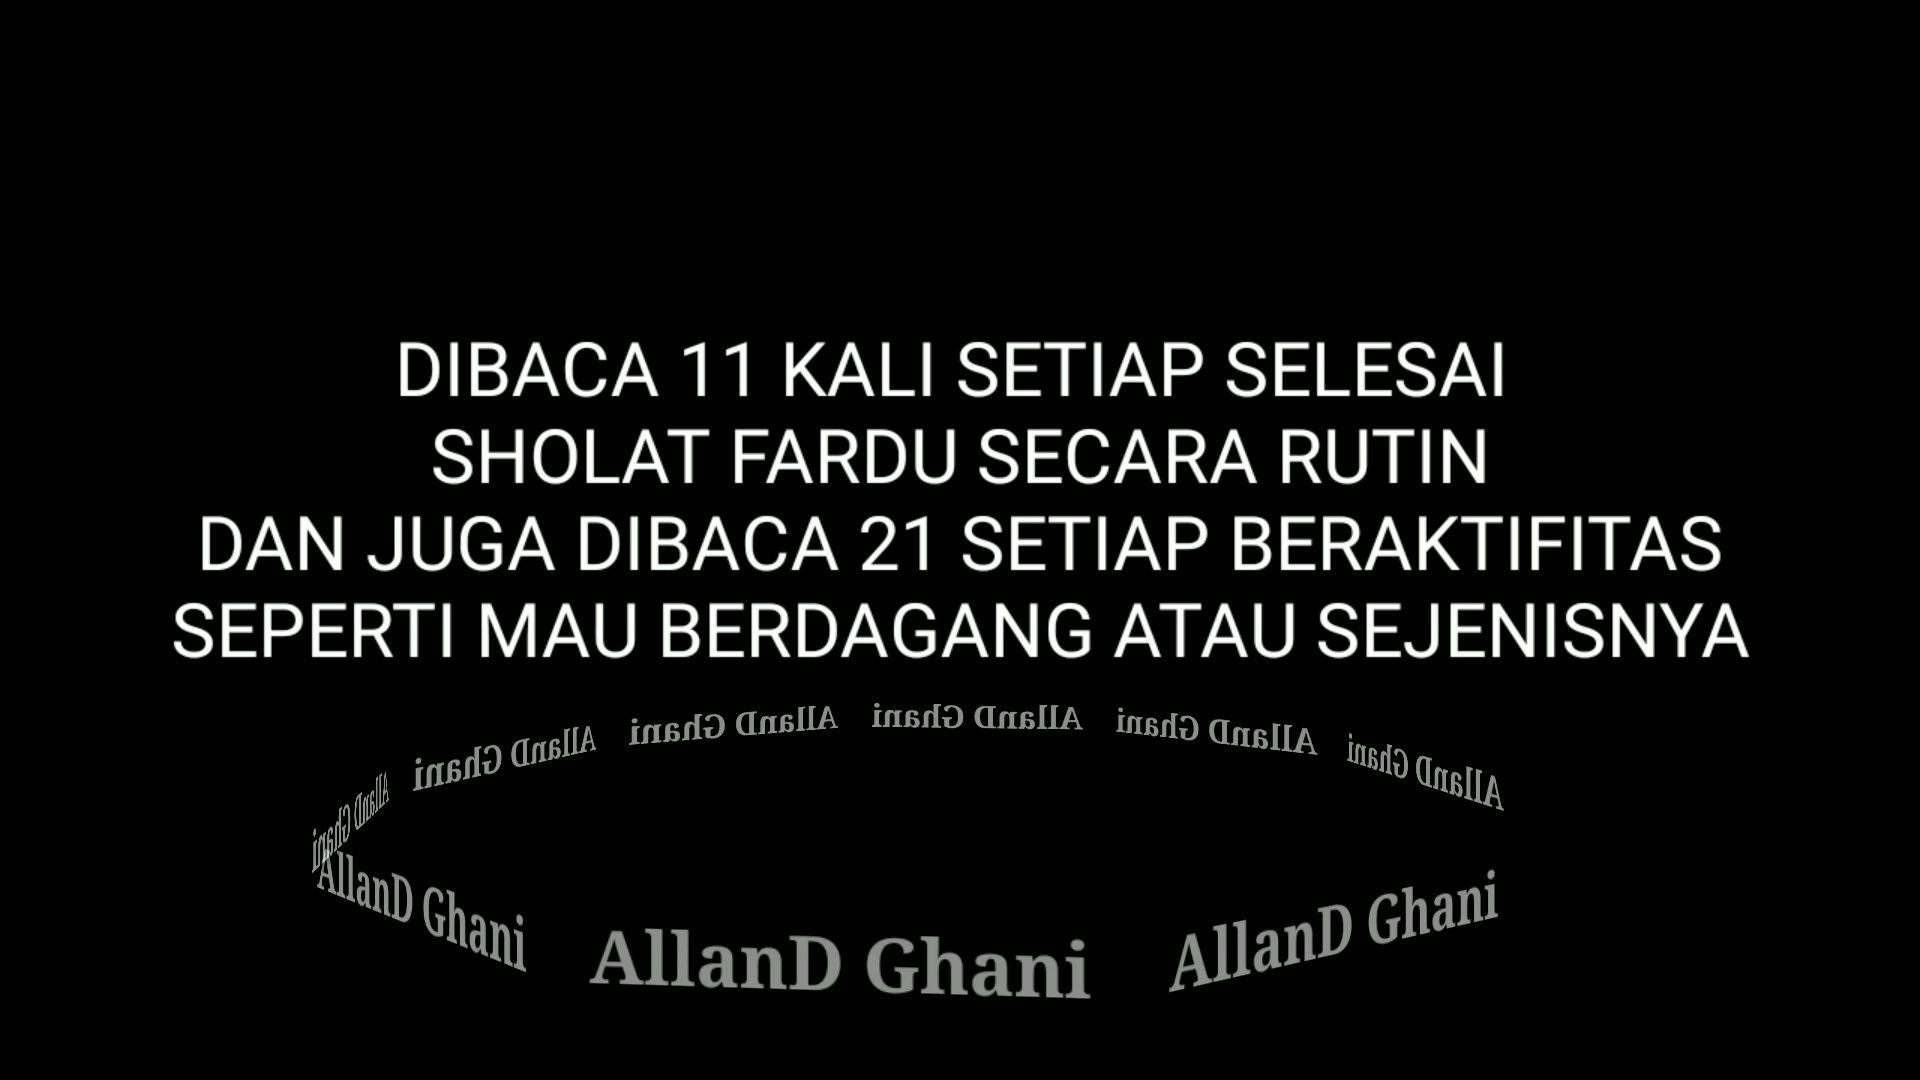 DIBACA 11 KALI SETIAP SELESAI
SHOLAT FARDU SECARA RUTIN
DAN JUGA DIBACA 21 SETIAP BERAKTIFITAS
SEPERTI MAU BERDAGANG ATAU SEJENISNYA
AllanD Ghani
AllanD Ghani
AllanD Ghani
AllanD Ghani
AllanD Ghani
AllanD Ghani
AllanD Ghani
AllanD Ghani
AllanD Ghani